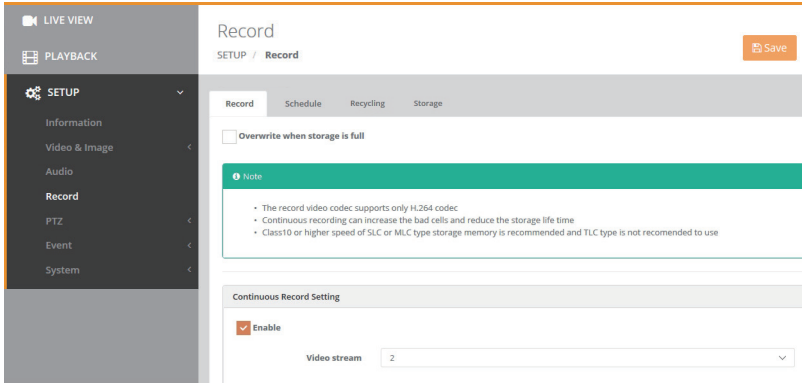 LIVE VIEW
PLAYBACK
SETUP
Information
Video & Image
Audio
Record
PTZ
Event
System
Record
SETUP / Record
Save
Record Schedule Recycling Storage
Overwrite when storage is full
Note
• The record video codec supports only H.264 codec
• Continuous recording can increase the bad cells and reduce the storage life time
• Class10 or higher speed of SLC or MLC type storage memory is recommended and TLC type is not recomended to use
Continuous Record Setting
Enable
Video stream 2